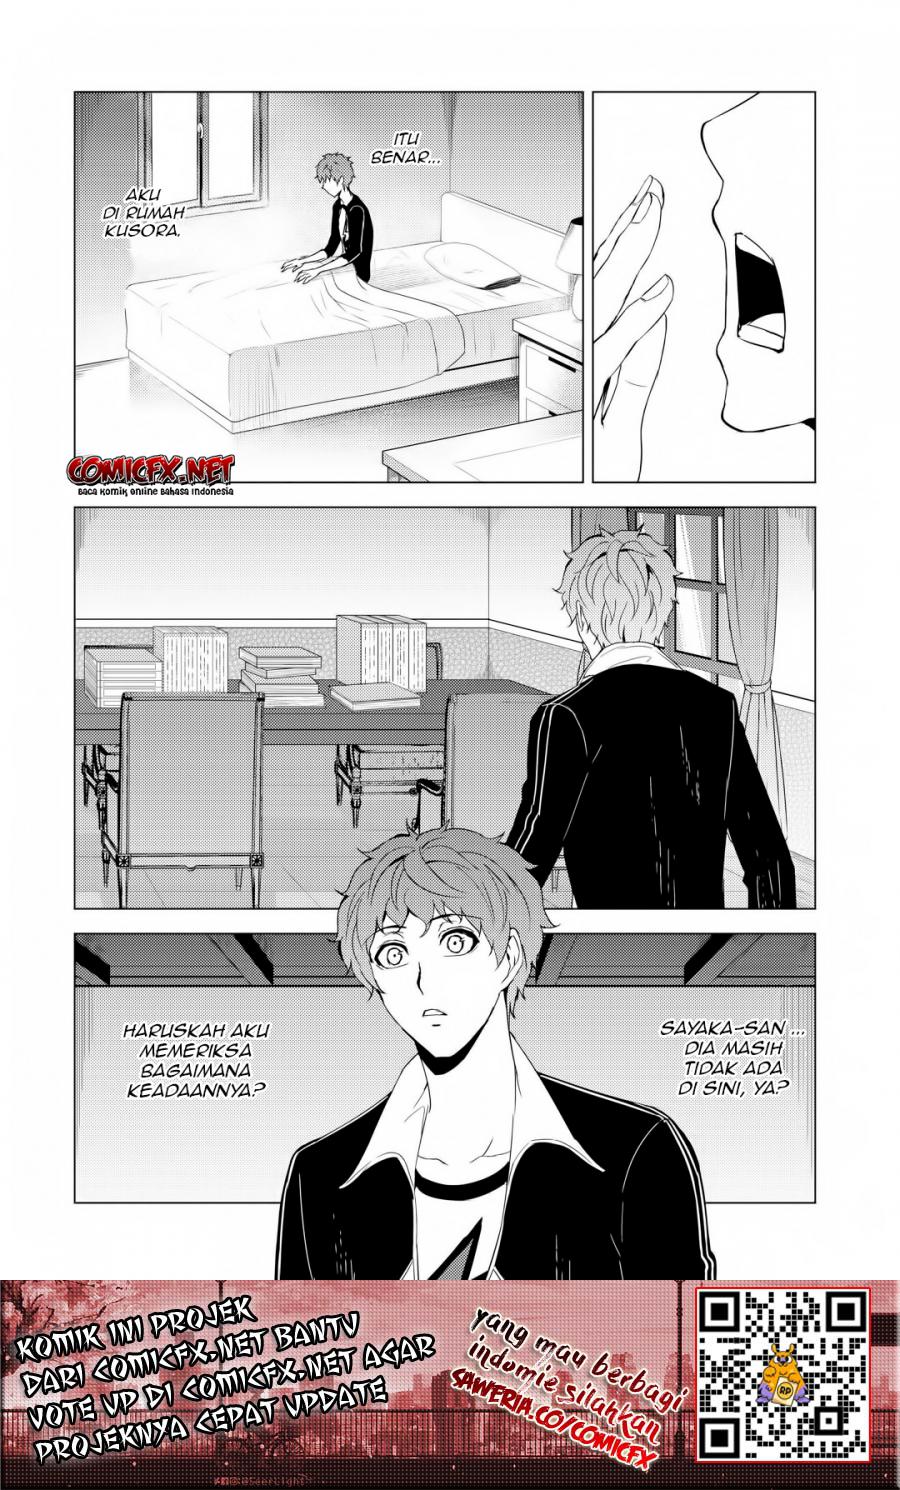 ITU
BENAR...
AKU
DI RUMAH
KUSORA.
COMICFX.NET
Baca Komik Online Bahasa Indonesia
SAYAKA-SAN ...
DIA MASIH
TIDAK ADA
DI SINI, YA?
HARUSKAH AKU
MEMERIKSA
BAGAIMANA
KEADAANNYA?
KOMIK INI PROJEK
DARI COMICFX.NET BANTU
VOTE UP DI COMICFX.NET AGAR
PROJEKNYA CEPAT UPDATE
yang mau berbagi
indomie silahkan
SAWERIA.CO/COMICFX
RP
@SeerLight